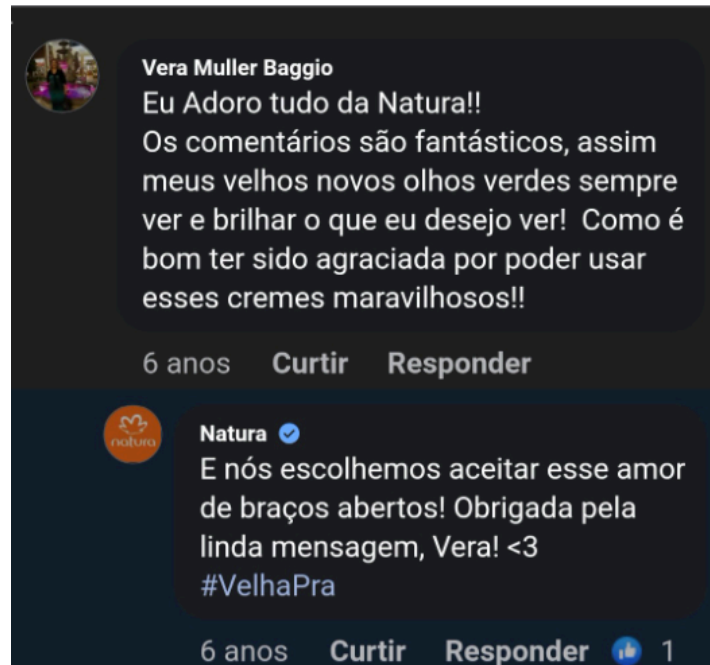 Vera Muller Baggio
Eu Adoro tudo da Natura!!
Os comentários são fantásticos, assim
meus velhos novos olhos verdes sempre
ver e brilhar o que eu desejo ver! Como é
bom ter sido agraciada por poder usar
esses cremes maravilhosos!!
6 anos Curtir Responder
natura
Natura
E nós escolhemos aceitar esse amor
de braços abertos! Obrigada pela
linda mensagem, Vera! <3
#VelhaPra
6 anos Curtir Responder 1